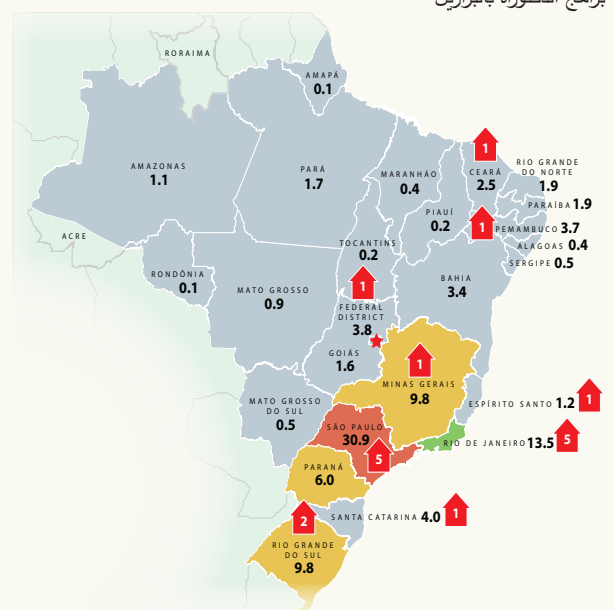 برامج الدكتوراه بالبرازيل
RORAIMA
AMAPÁ
0.1
AMAZONAS
1.1
PARÁ
1.7
MARANHÃO
0.4
1
CEARÁ
2.5
RIO GRANDE
DO NORTE
1.9
PARAÍBA 1.9
PIAUÍ
0.2
1
PEMAMBUCO 3.7
ALAGOAS 0.4
SERGIPE 0.5
ACRE
TOCANTINS
0.2
1
RONDÔNIA
0.1
MATO GROSSO
0.9
BAHIA
3.4
FEDERAL
DISTRICT
3.8
GOIÁS
1.6
1
MINAS GERAIS
9.8
MATO GROSSO
DO SUL
0.5
ESPÍRITO SANTO 1.2 1
SÃO PAULO
30.9
5
RIO DE JANEIRO 13.5 5
PARANÁ
6.0
2
SANTA CATARINA 4.0 1
RIO GRANDE
DO SUL
9.8